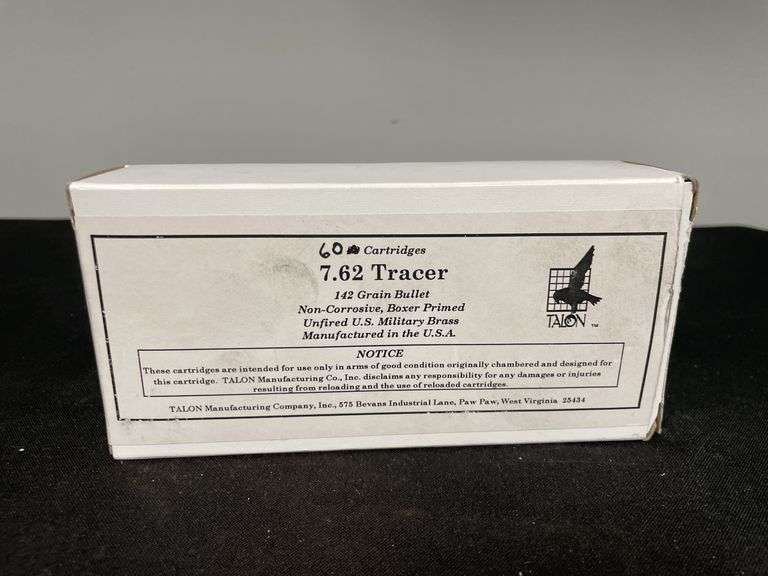 60 Cartridges
7.62 Tracer
142 Grain Bullet
Non-Corrosive, Boxer Primed
Unfired U.S. Military Brass
Manufactured in the U.S.A.
TALON ™
NOTICE
These cartridges are intended for use only in arms of good condition originally chambered and designed for
this cartridge. TALON Manufacturing Co., Inc. disclaims any responsibility for any damages or injuries
resulting from reloading and the use of reloaded cartridges.
TALON Manufacturing Company, Inc., 575 Bevans Industrial Lane, Paw Paw, West Virginia 25434